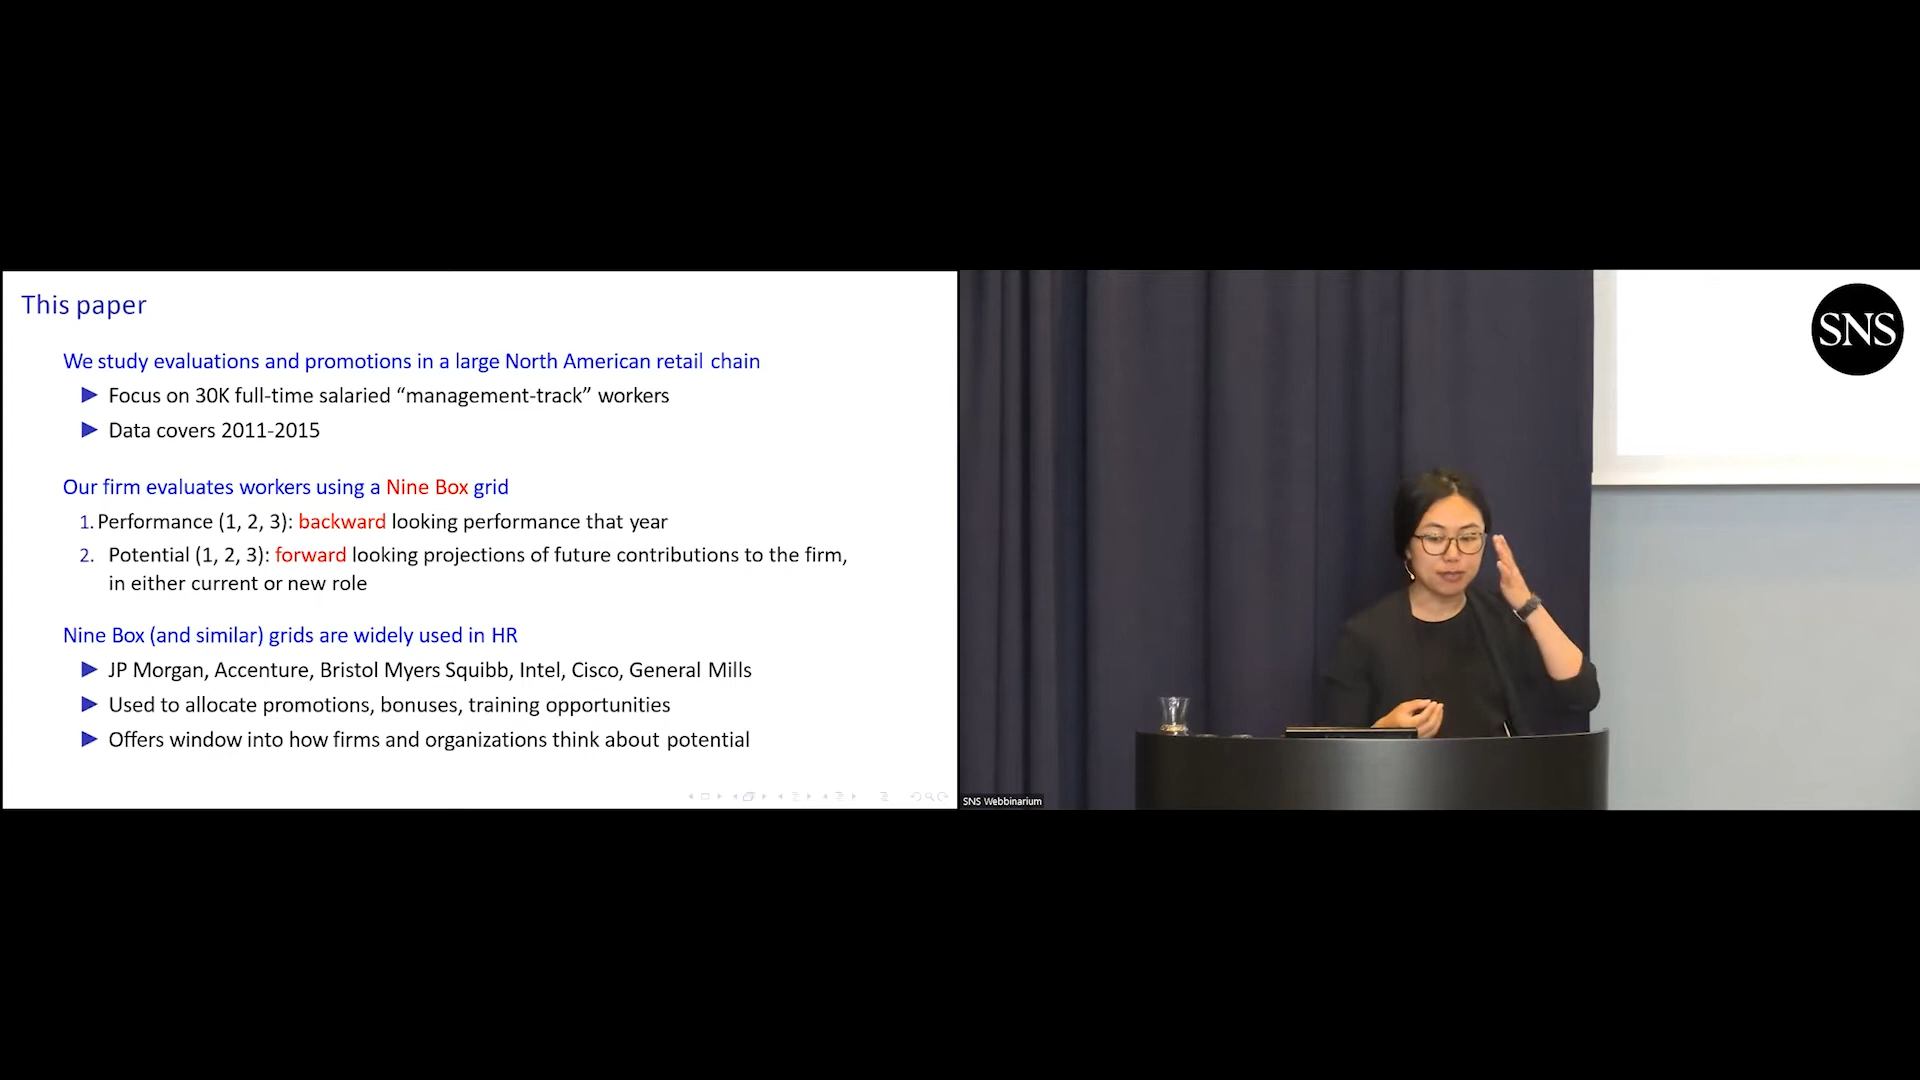 This paper
We study evaluations and promotions in a large North American retail chain
▶ Focus on 30K full-time salaried “management-track” workers
▶ Data covers 2011-2015
Our firm evaluates workers using a Nine Box grid
1. Performance (1, 2, 3): backward looking performance that year
2. Potential (1, 2, 3): forward looking projections of future contributions to the firm,
in either current or new role
Nine Box (and similar) grids are widely used in HR
▶ JP Morgan, Accenture, Bristol Myers Squibb, Intel, Cisco, General Mills
▶ Used to allocate promotions, bonuses, training opportunities
▶ Offers window into how firms and organizations think about potential
SNS
SNS Webbinarium